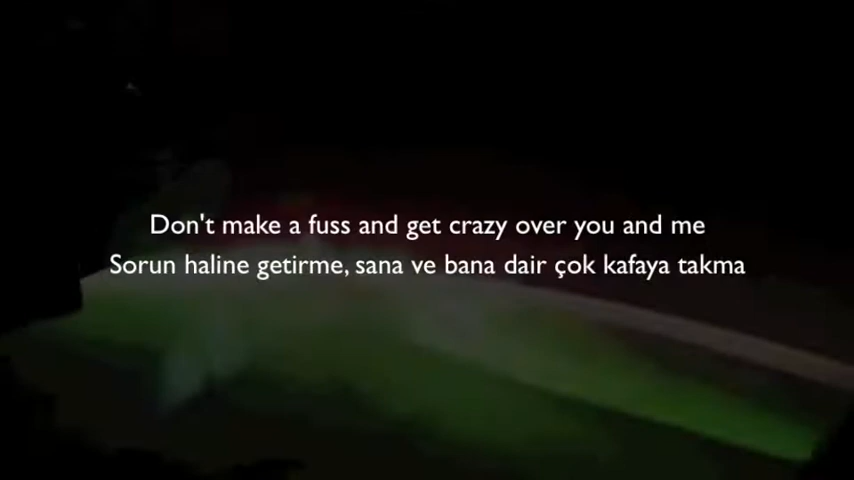 Don't make a fuss and get crazy over you and me
Sorun haline getirme, sana ve bana dair çok kafaya takma